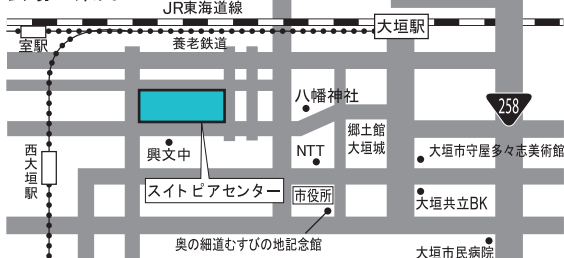 JR東海道線
大垣駅
室駅
養老鉄道
八幡神社
258
郷土館
大垣城
興文中
NTT
大垣市守屋多々志美術館
西大垣駅
スイトピアセンター
市役所
大垣共立BK
奥の細道むすびの地記念館
大垣市民病院